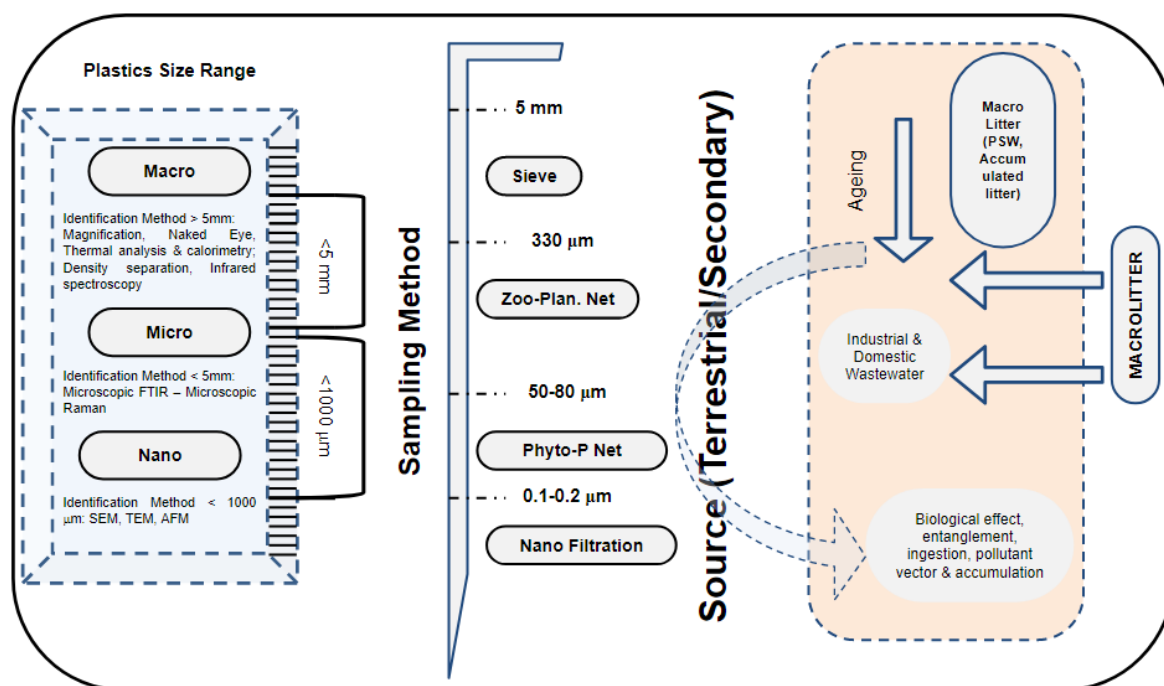 Plastics Size Range
Macro
Identification Method > 5mm:
Magnification, Naked Eye,
Thermal analysis & calorimetry;
Density separation, Infrared
spectroscopy
Micro
Identification Method < 5mm:
Microscopic FTIR – Microscopic
Raman
Nano
Identification Method < 1000
μm: SEM, TEM, AFM
<5 mm
<1000 μm
Sampling Method
5 mm
Sieve
330 μm
Zoo-Plan. Net
50-80 μm
Phyto-P Net
0.1-0.2 μm
Nano Filtration
Source (Terrestrial/Secondary)
Ageing
Macro
Litter
(PSW,
Accum
ulated
litter)
Industrial &
Domestic
Wastewater
Biological effect,
entanglement,
ingestion, pollutant
vector & accumulation
MACROLITTER